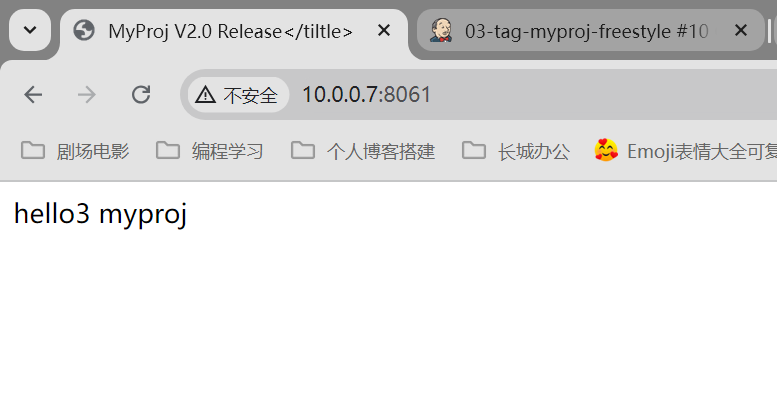 MyProj V2.0 Release</tiltle>
03-tag-myproj-freestyle #10
不安全 10.0.0.7:8061
剧场电影 编程学习 个人博客搭建 长城办公 Emoji表情大全可复
hello3 myproj